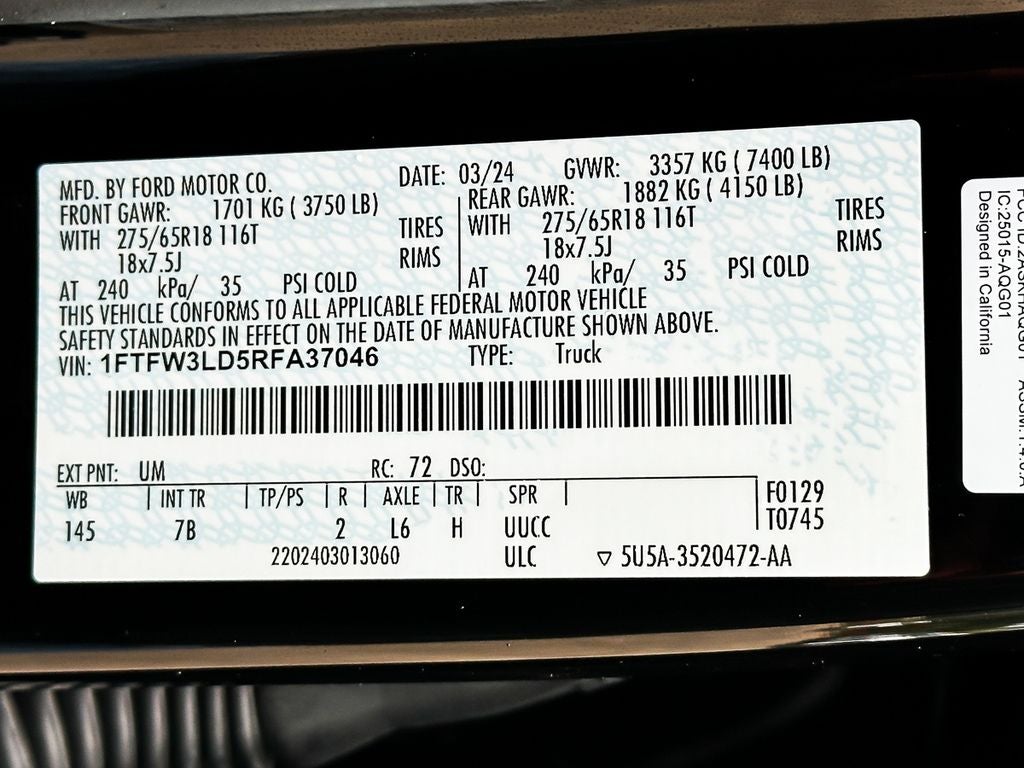 MFD. BY FORD MOTOR CO. DATE: 03/24 GVWR: 3357 KG ( 7400 LB)
FRONT GAWR: 1701 KG ( 3750 LB) REAR GAWR: 1882 KG ( 4150 LB)
WITH 275/65R18 116T TIRES WITH 275/65R18 116T TIRES
18x7.5J RIMS 18x7.5J RIMS
AT 240 kPa/ 35 PSI COLD AT 240 kPa/ 35 PSI COLD
THIS VEHICLE CONFORMS TO ALL APPLICABLE FEDERAL MOTOR VEHICLE
SAFETY STANDARDS IN EFFECT ON THE DATE OF MANUFACTURE SHOWN ABOVE.
VIN: 1FTFW3LD5RFA37046 TYPE: Truck
EXT PNT: UM RC: 72 DSO:
WB INT TR TP/PS R AXLE TR SPR F0129
145 7B 2 L6 H UUCC T0745
2202403013060 ULC ▽ 5U5A-3520472-AA
IC:25015-AQG01
Designed in California